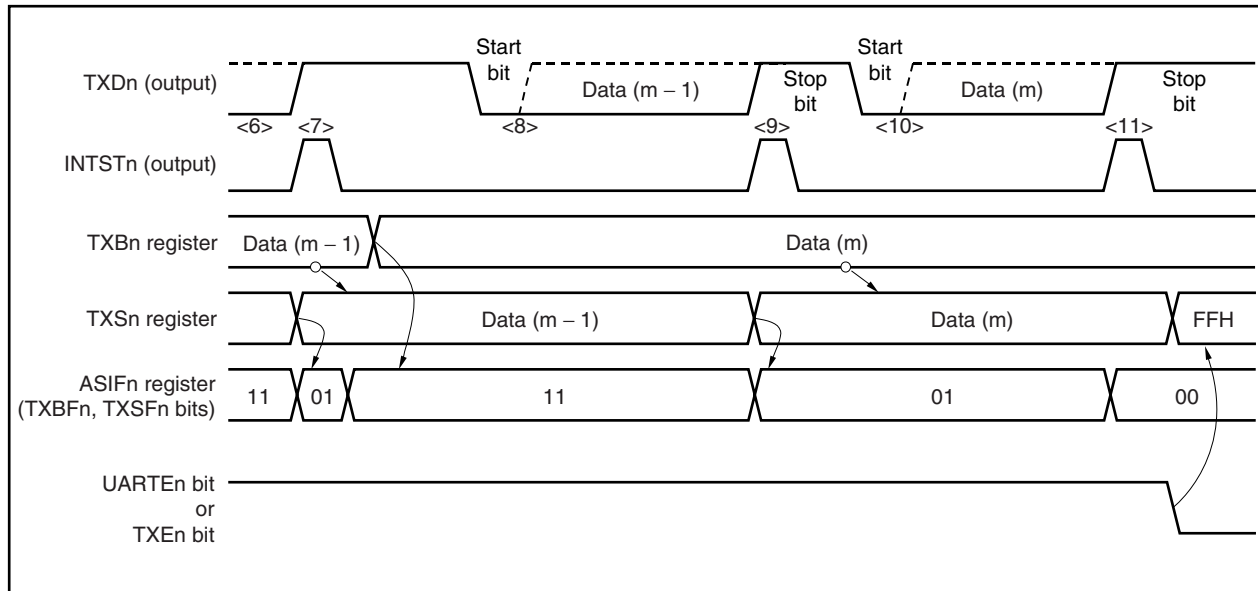 TXDn (output)
Start
bit
Data (m – 1)
Stop
bit
Start
bit
Data (m)
Stop
bit
<6>
<7>
<8>
<9>
<10>
<11>
INTSTn (output)
TXBn register
Data (m – 1)
Data (m)
TXSn register
Data (m – 1)
Data (m)
FFH
ASIFn register
(TXBFn, TXSFn bits)
11
01
11
01
00
UARTEn bit
or
TXEn bit